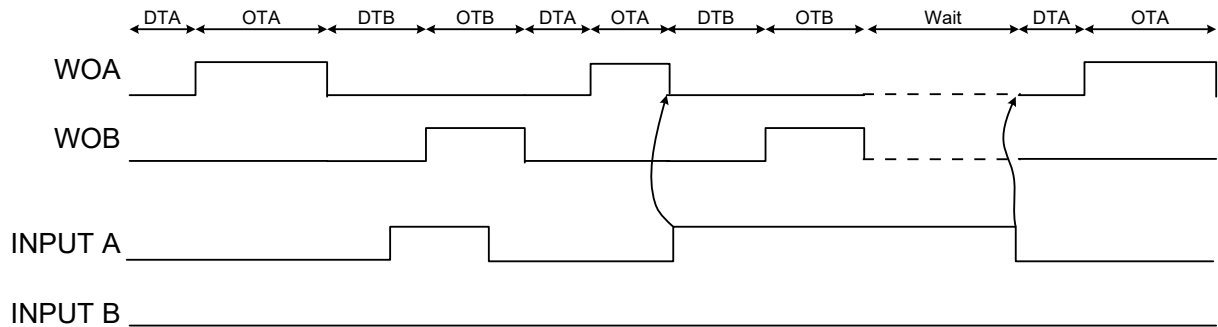 DTA OTA DTB OTB DTA OTA DTB OTB Wait DTA OTA
WOA
WOB
INPUT A
INPUT B